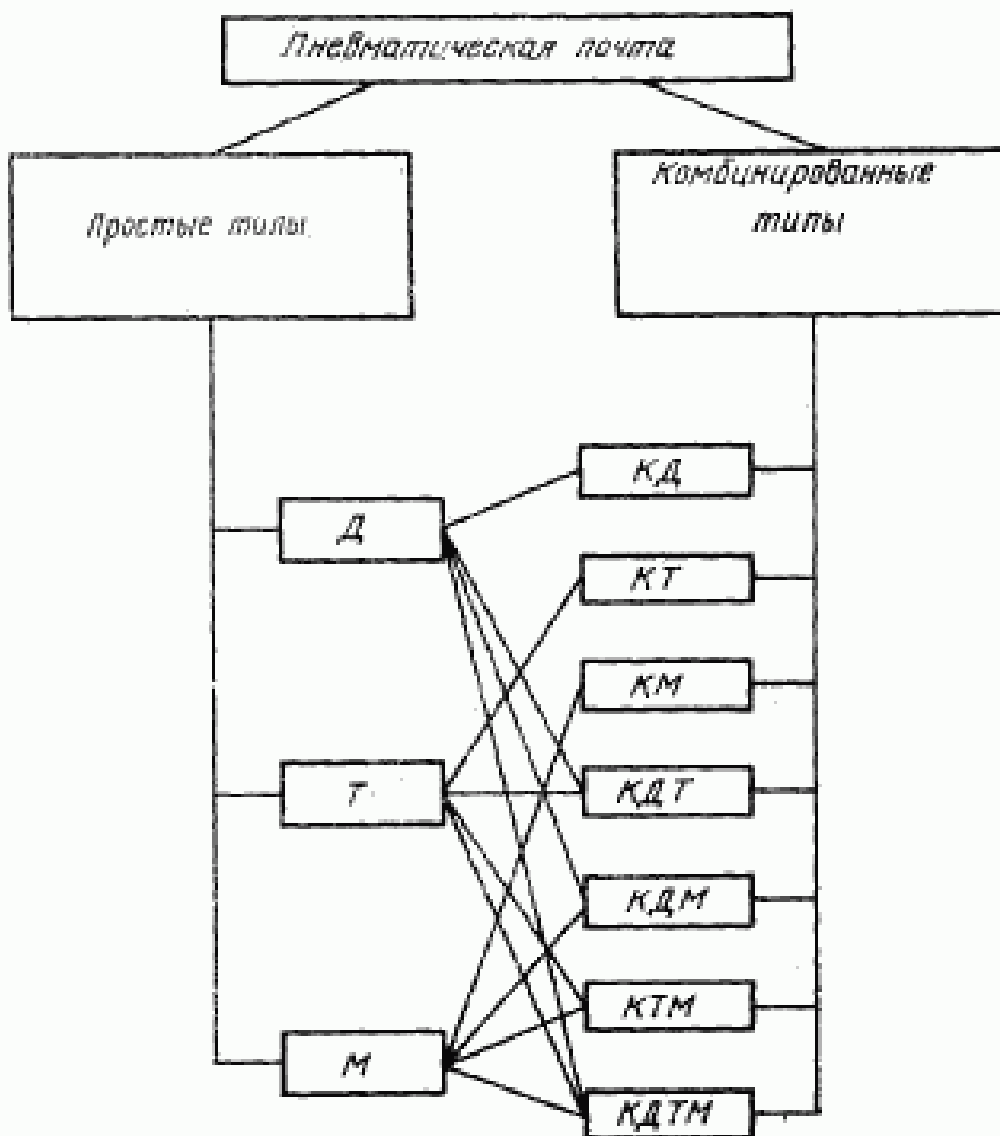 Пневматическая почта
Простые типы
Комбинированные
типы
КД
Д
КТ
КМ
Т
КДТ
КДМ
КТМ
М
КДТМ